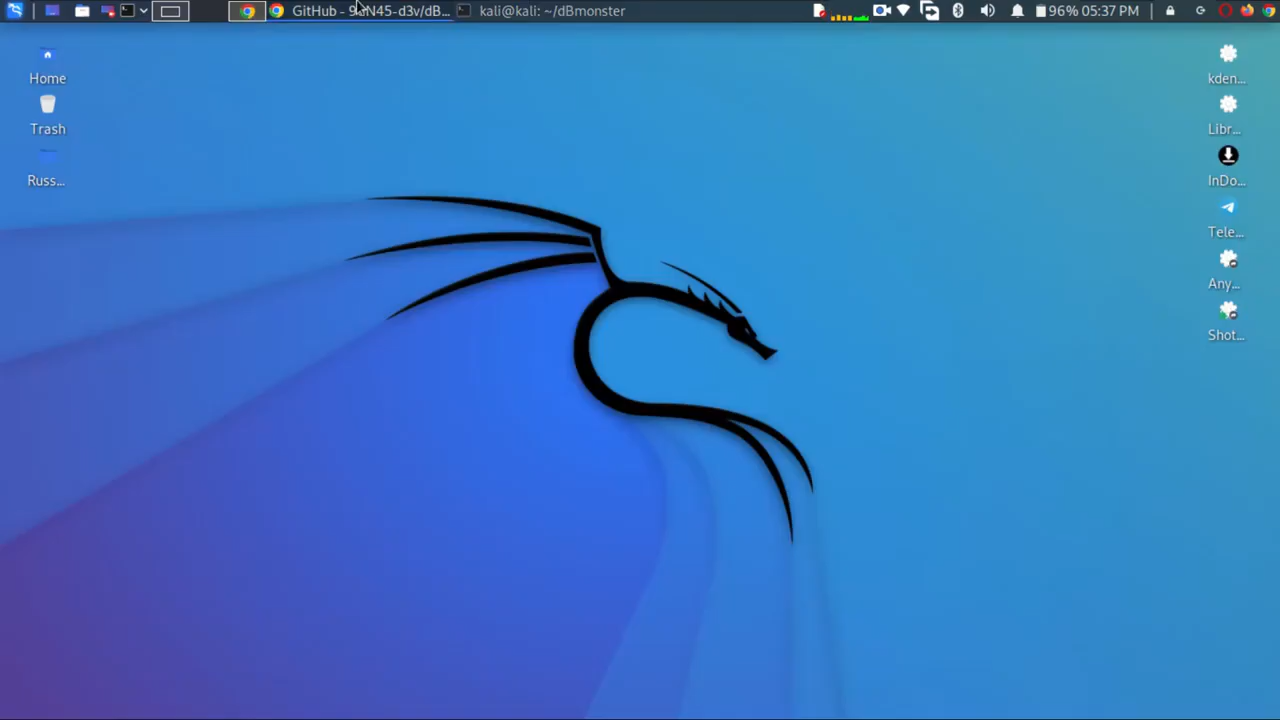 GitHub - 90N45-d3v/dB...
kali@kali: ~/dBmonster
96% 05:37 PM
Home
Trash
Russ...
kden...
Libr...
InDo...
Tele...
Any...
Shot...